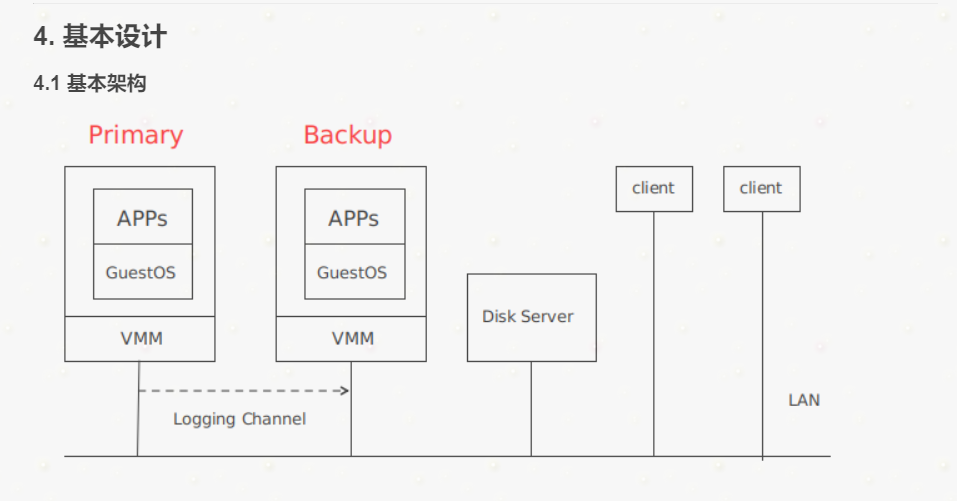 4. 基本设计
4.1 基本架构
Primary
Backup
APPs
GuestOS
VMM
APPs
GuestOS
VMM
Disk Server
client
client
Logging Channel
LAN